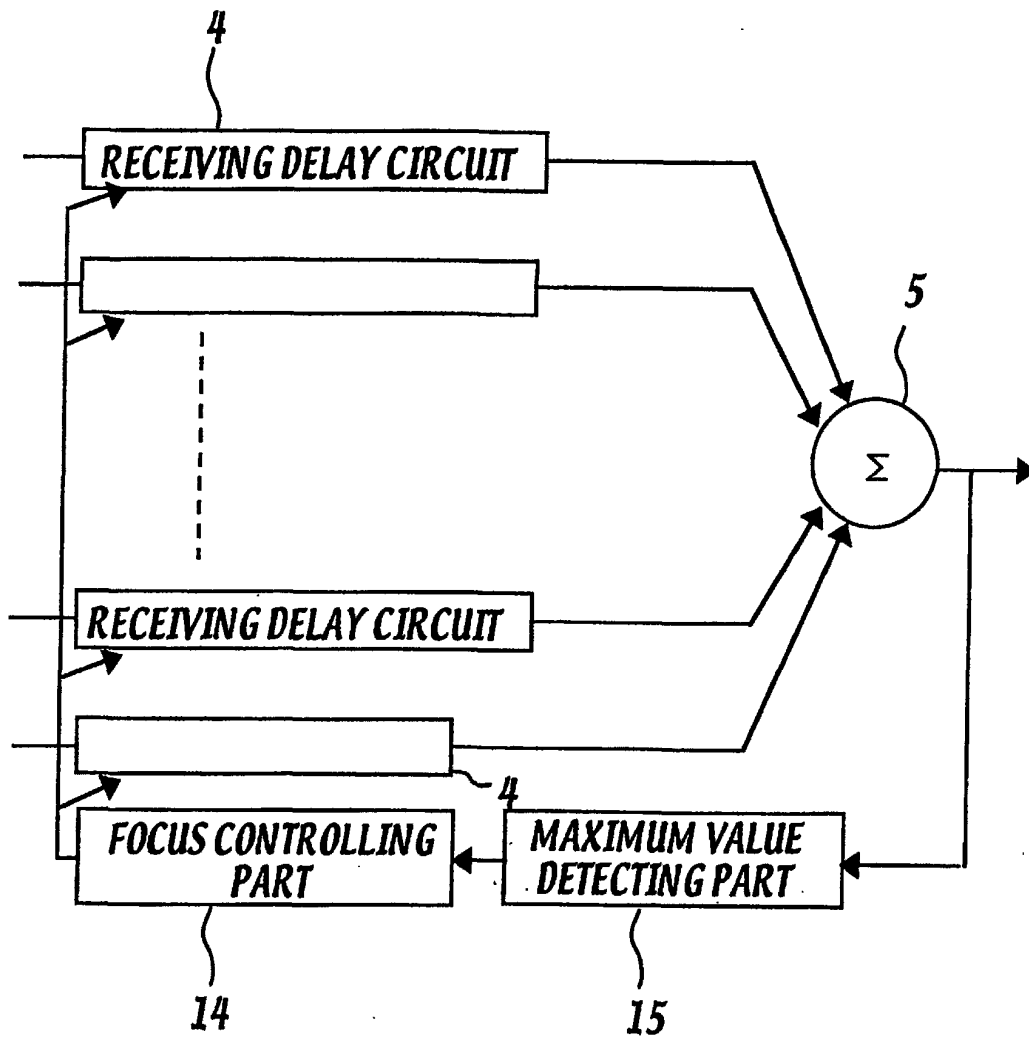 4
RECEIVING DELAY CIRCUIT
5
Σ
RECEIVING DELAY CIRCUIT
4
FOCUS CONTROLLING
PART
MAXIMUM VALUE
DETECTING PART
14
15